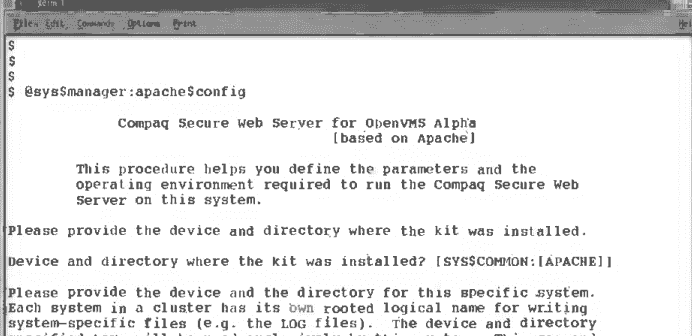 Files Edit Commands Options Print Hel
$
$
$
$ @sys$manager:apache$config
Compaq Secure Web Server for OpenVMS Alpha
[based on Apache]
This procedure helps you define the parameters and the
operating environment required to run the Compaq Secure Web
Server on this system.
Please provide the device and directory where the kit was installed.
Device and directory where the kit was installed? [SYS$COMMON:[APACHE]]
Please provide the device and the directory for this specific system.
Each system in a cluster has its own rooted logical name for writing
system-specific files (e.g. the LOG files). The device and directory